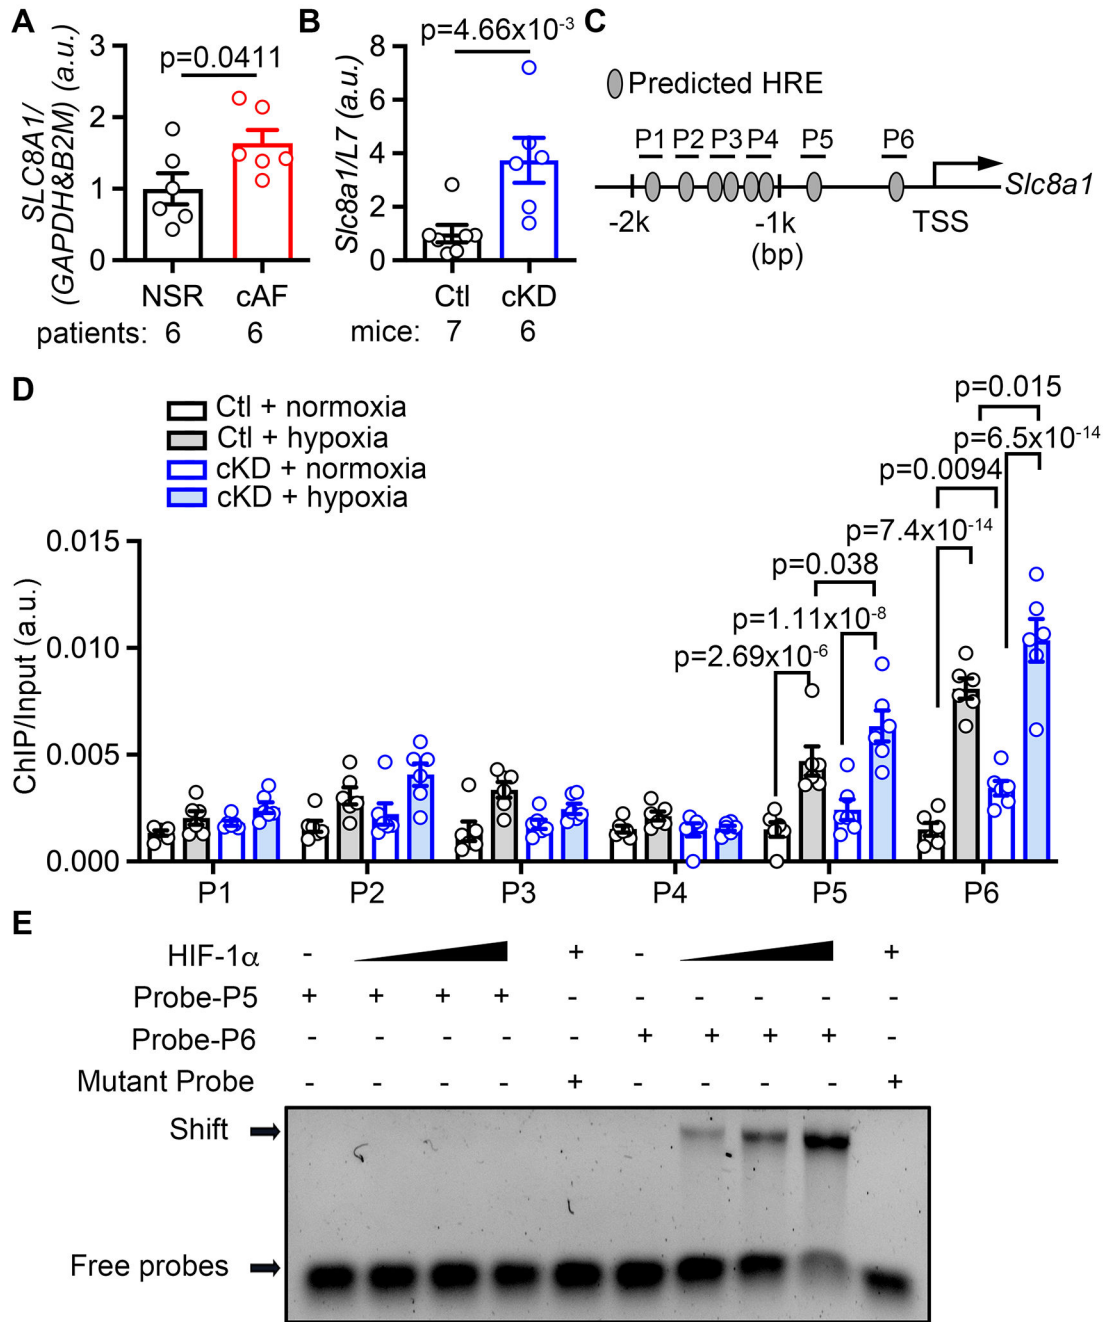 A
SLC8A1/
(GAPDH&B2M) (a.u.)
3
2
1
0
p=0.0411
NSR
cAF
patients: 6 6
B
Slc8a1/L7 (a.u.)
8
6
4
2
0
p=4.66x10-3
Ctl
cKD
mice: 7 6
C
Predicted HRE
P1 P2 P3 P4 P5 P6
Slc8a1
-2k -1k TSS
(bp)
D
Ctl + normoxia
Ctl + hypoxia
cKD + normoxia
cKD + hypoxia
ChIP/Input (a.u.)
0.015
0.010
0.005
0.000
p=0.015
p=6.5x10-14
p=0.0094
p=7.4x10-14
p=0.038
p=1.11x10-8
p=2.69x10-6
P1 P2 P3 P4 P5 P6
E
HIF-1α - + - +
Probe-P5 + + + + - - - - - -
Probe-P6 - - - - - + + + + -
Mutant Probe - - - - + - - - - +
Shift
Free probes